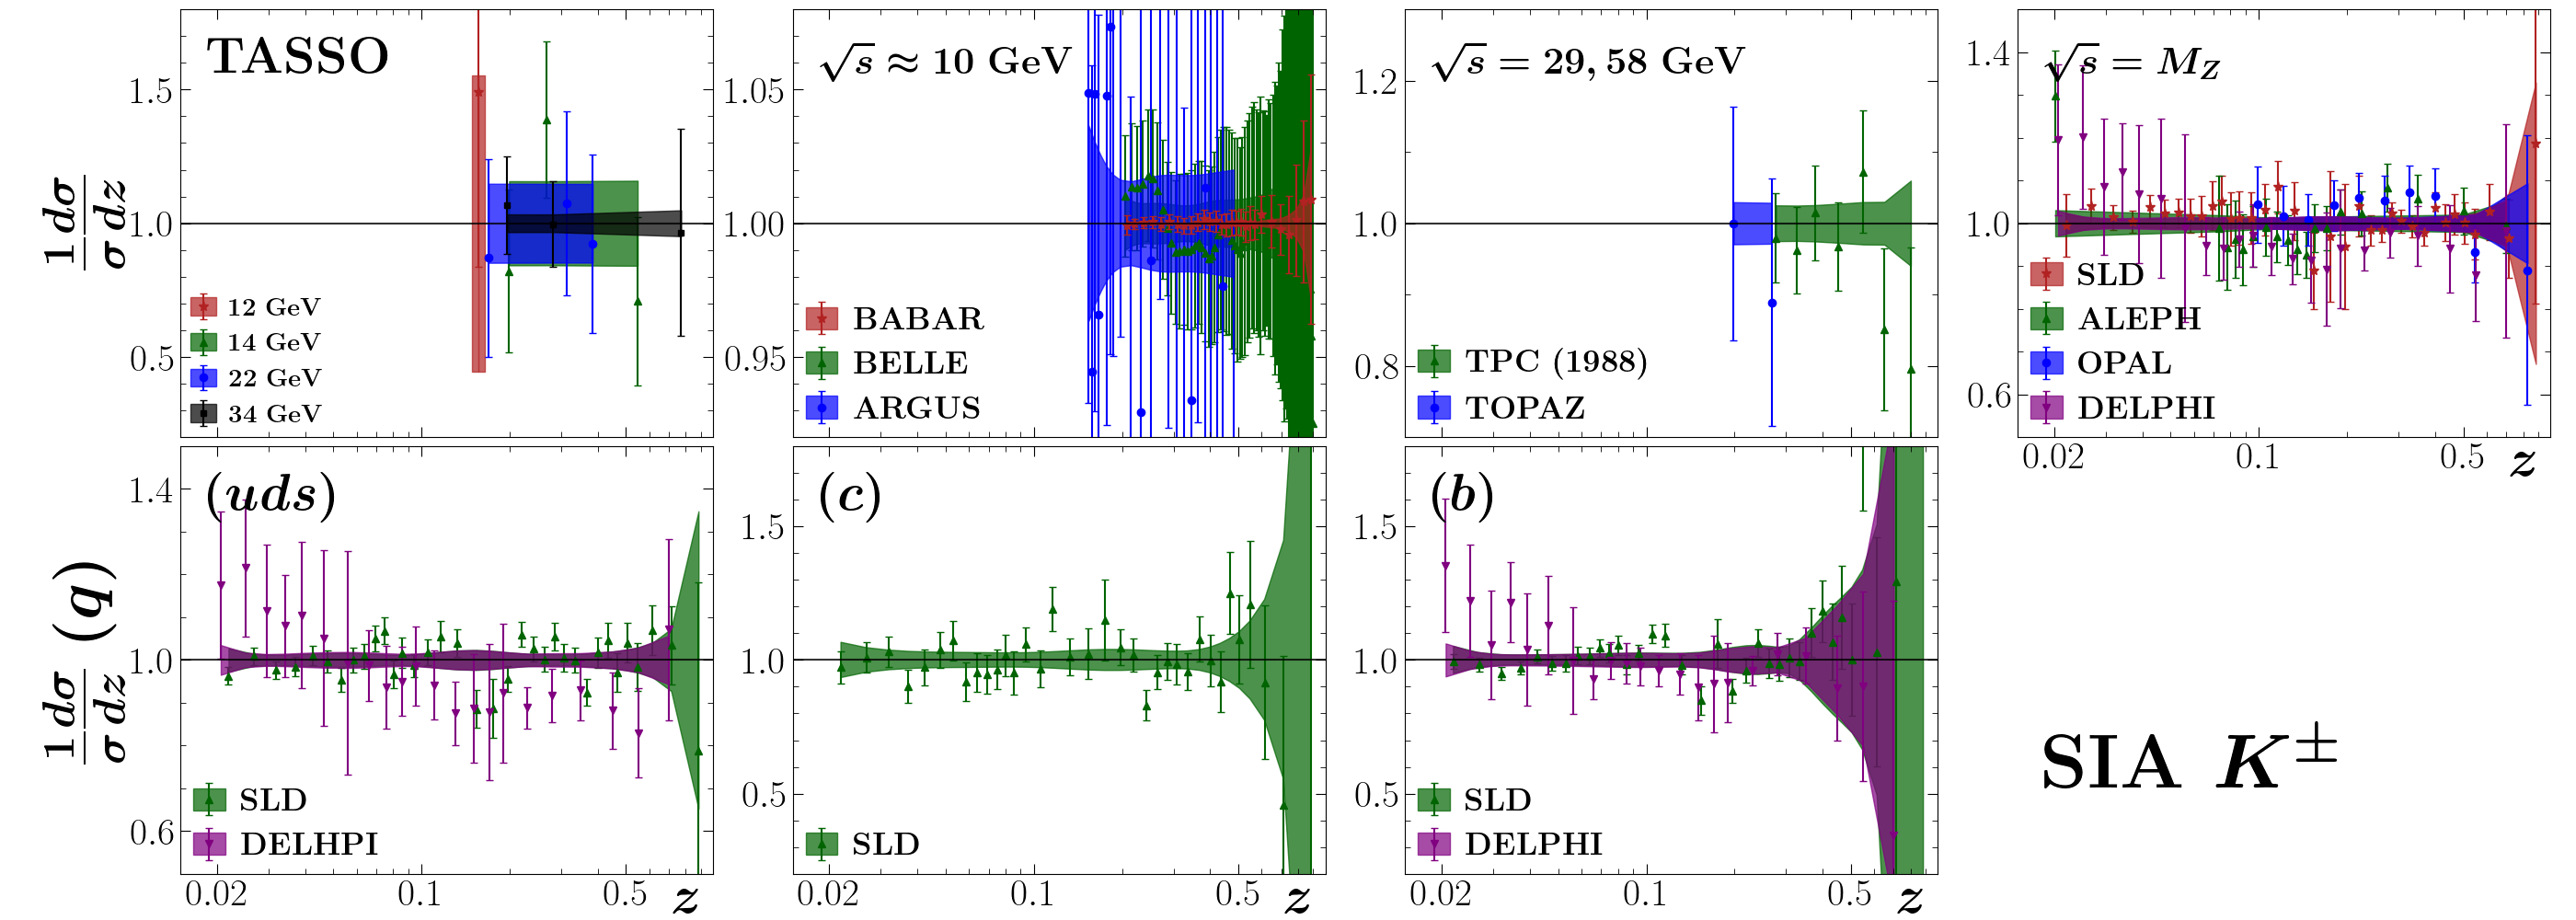 TASSO
1/σ dσ/dz
1.5
1.0
0.5
12 GeV
14 GeV
22 GeV
34 GeV
√s ≈ 10 GeV
1.05
1.00
0.95
BABAR
BELLE
ARGUS
√s = 29, 58 GeV
1.2
1.0
0.8
TPC (1988)
TOPAZ
√s = M_Z
1.4
1.0
0.6
SLD
ALEPH
OPAL
DELPHI
0.02 0.1 0.5 z
(uds)
1/σ dσ/dz (q)
1.4
1.0
0.6
SLD
DELHPI
0.02 0.1 0.5 z
(c)
1.5
1.0
0.5
SLD
0.02 0.1 0.5 z
(b)
1.5
1.0
0.5
SLD
DELPHI
0.02 0.1 0.5 z
SIA K±